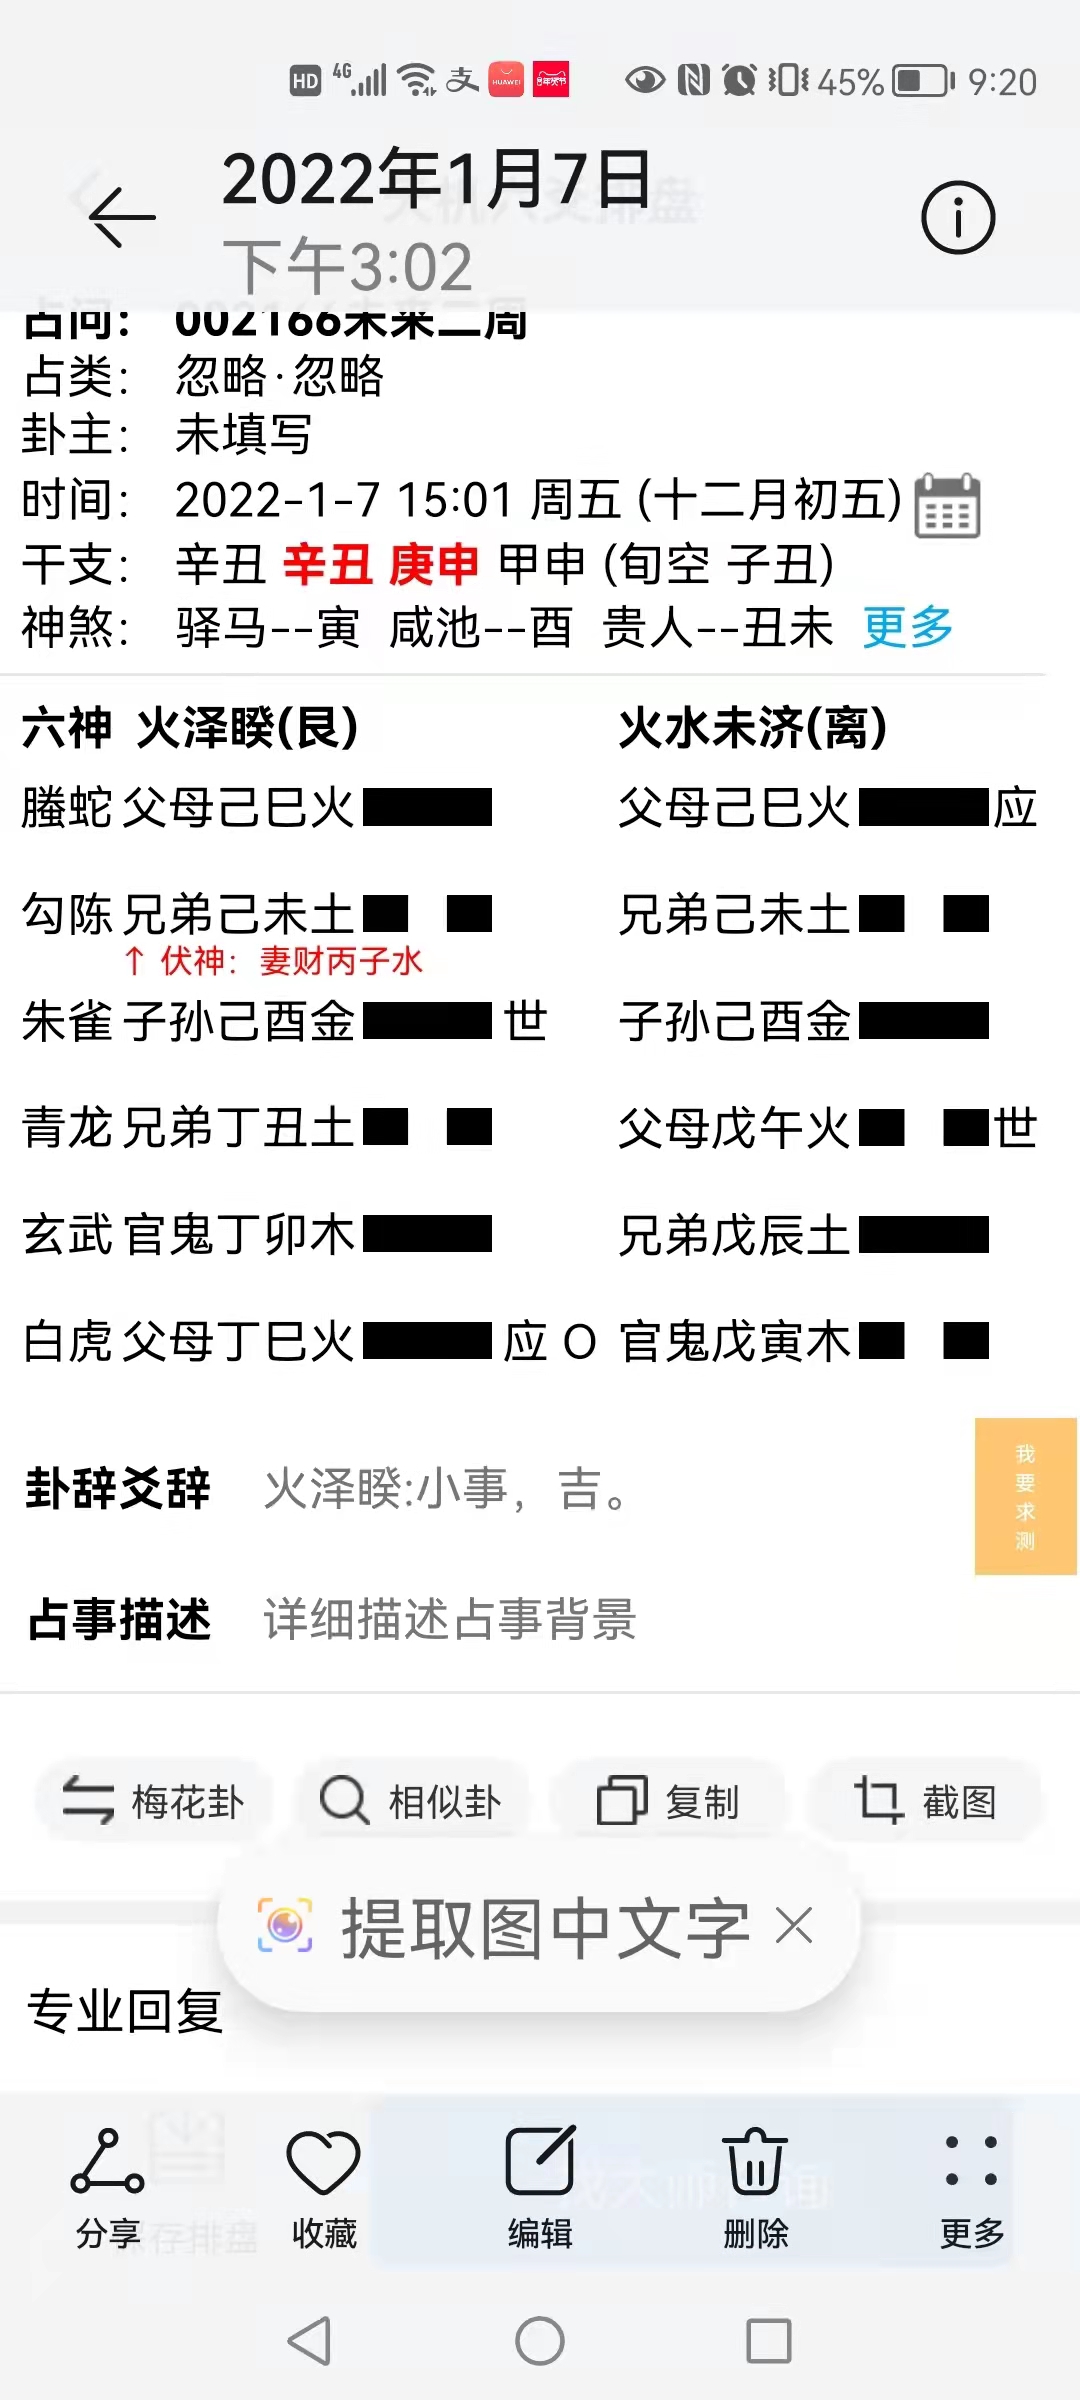 HD 4G 支 HUAWEI N 45% 9:20
2022年1月7日
下午3:02
占问： 002166未来二周
占类： 忽略·忽略
卦主： 未填写
时间： 2022-1-7 15:01 周五 (十二月初五)
干支： 辛丑 辛丑 庚申 甲申 (旬空 子丑)
神煞： 驿马--寅 咸池--酉 贵人--丑未 更多
六神 火泽睽(艮) 火水未济(离)
螣蛇 父母己巳火 父母己巳火 应
勾陈 兄弟己未土 兄弟己未土
↑ 伏神： 妻财丙子水
朱雀 子孙己酉金 世 子孙己酉金
青龙 兄弟丁丑土 父母戊午火 世
玄武 官鬼丁卯木 兄弟戊辰土
白虎 父母丁巳火 应 O 官鬼戊寅木
卦辞爻辞 火泽睽:小事，吉。
我要求测
占事描述 详细描述占事背景
梅花卦 相似卦 复制 截图
提取图中文字
专业回复
分享 收藏 编辑 删除 更多